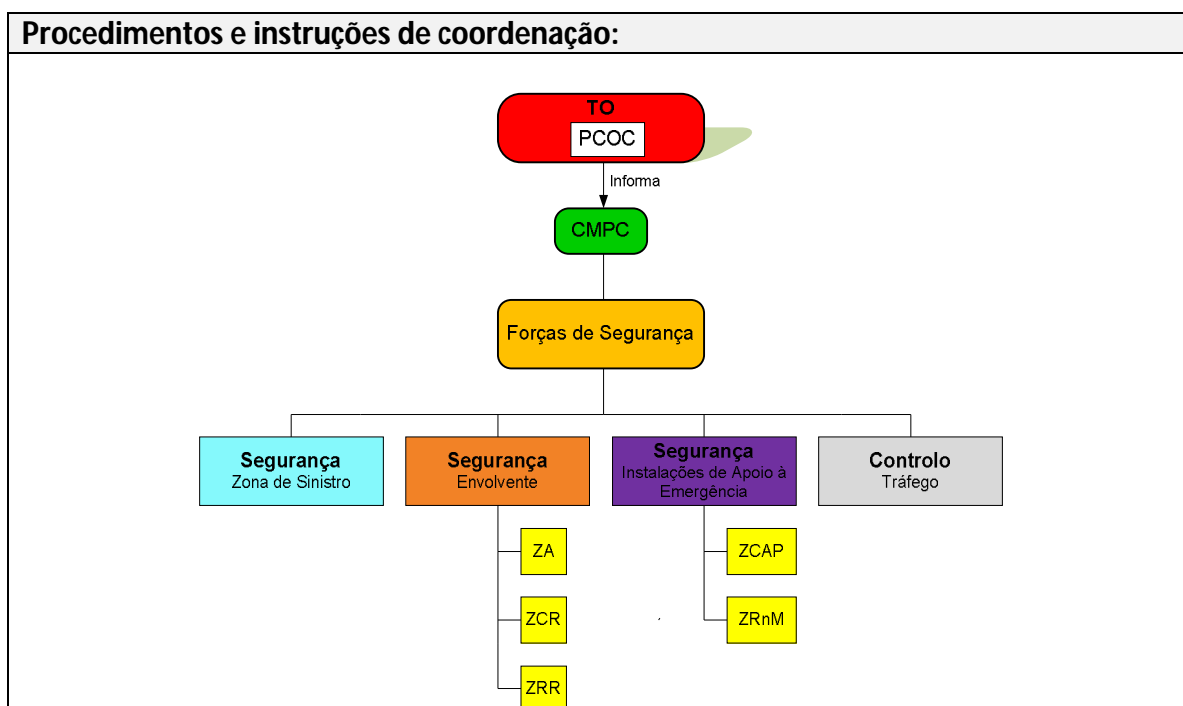 Procedimentos e instruções de coordenação:
TO
PCOC
Informa
CMPC
Forças de Segurança
Segurança
Zona de Sinistro
Segurança
Envolvente
Segurança
Instalações de Apoio à
Emergência
Controlo
Tráfego
ZA
ZCR
ZRR
ZCAP
ZRnM